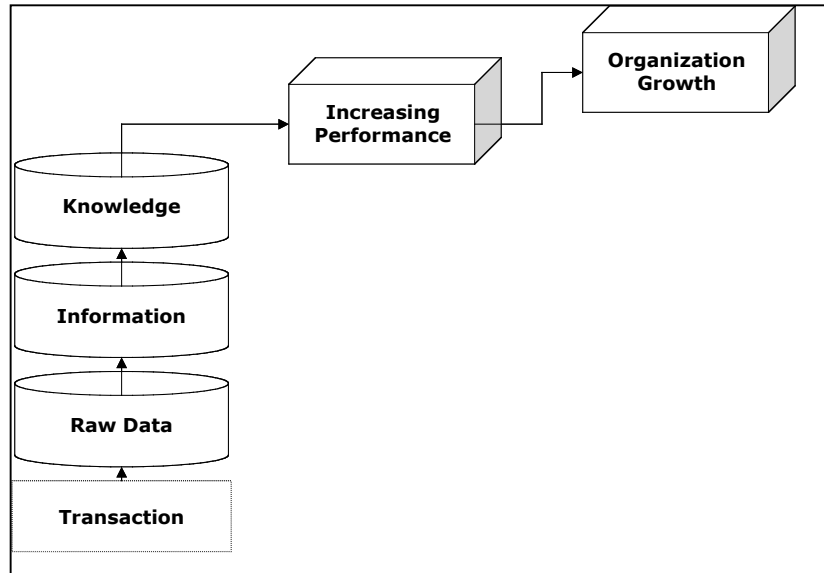 Organization
Growth
Increasing
Performance
Knowledge
Information
Raw Data
Transaction